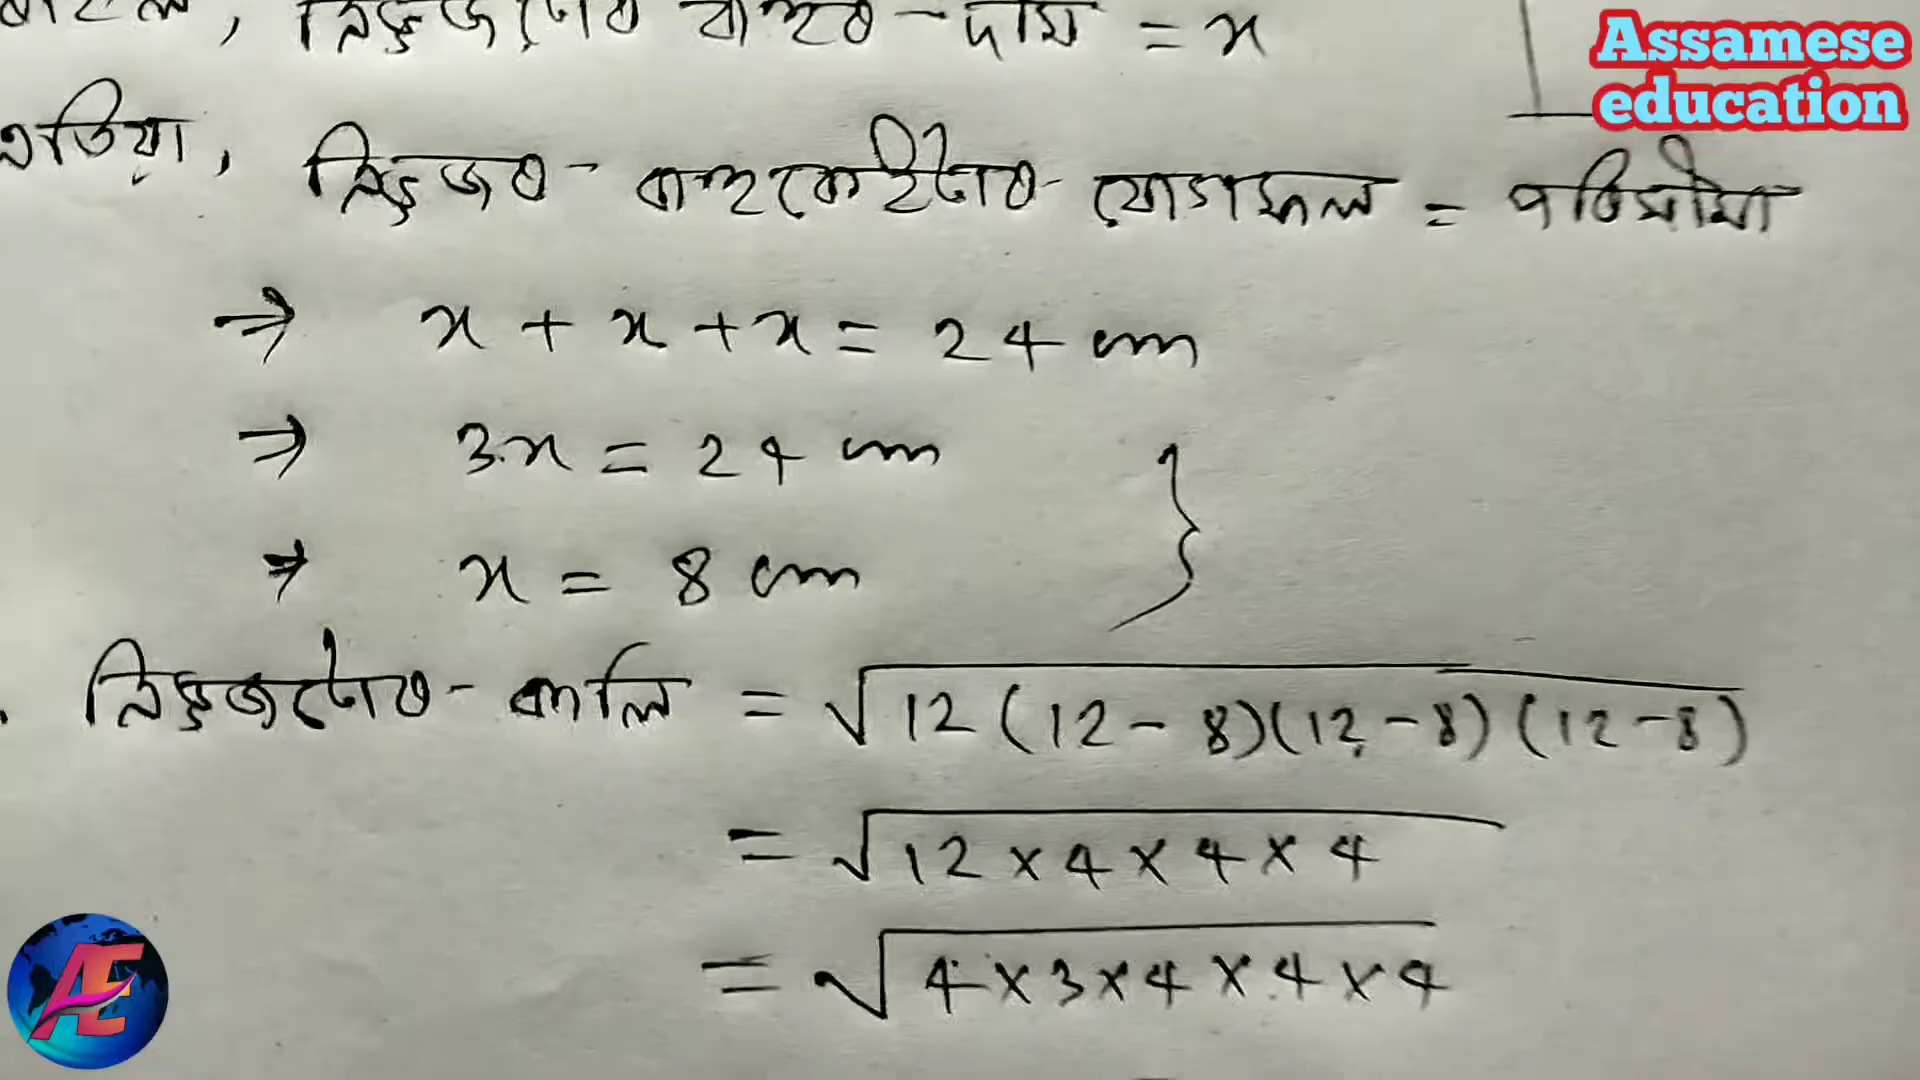 , ত্ৰিভুজটোৰ বাহুৰ দীঘ = x
Assamese
education
এতিয়া, ত্ৰিভুজৰ বাহুকেইটাৰ যোগফল = পৰিসীমা
⇒ x + x + x = 24 cm
⇒ 3x = 24 cm
⇒ x = 8 cm }
. ত্ৰিভুজটোৰ কালি = √12(12-8)(12-8)(12-8)
= √12×4×4×4
= √4×3×4×4×4
AE